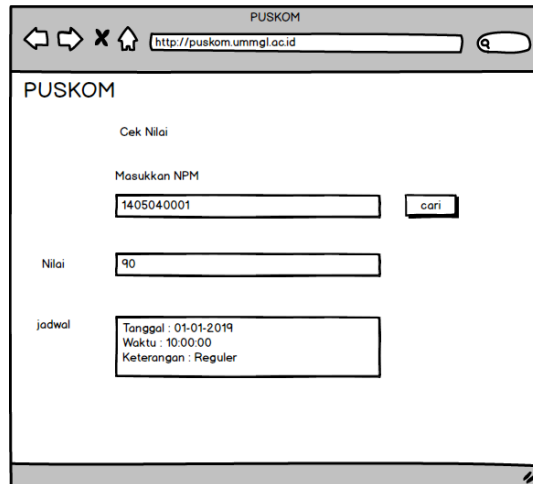 PUSKOM
http://puskom.ummgl.ac.id
PUSKOM
Cek Nilai
Masukkan NPM
1405040001
cari
Nilai
90
jadwal
Tanggal : 01-01-2019
Waktu : 10:00:00
Keterangan : Reguler